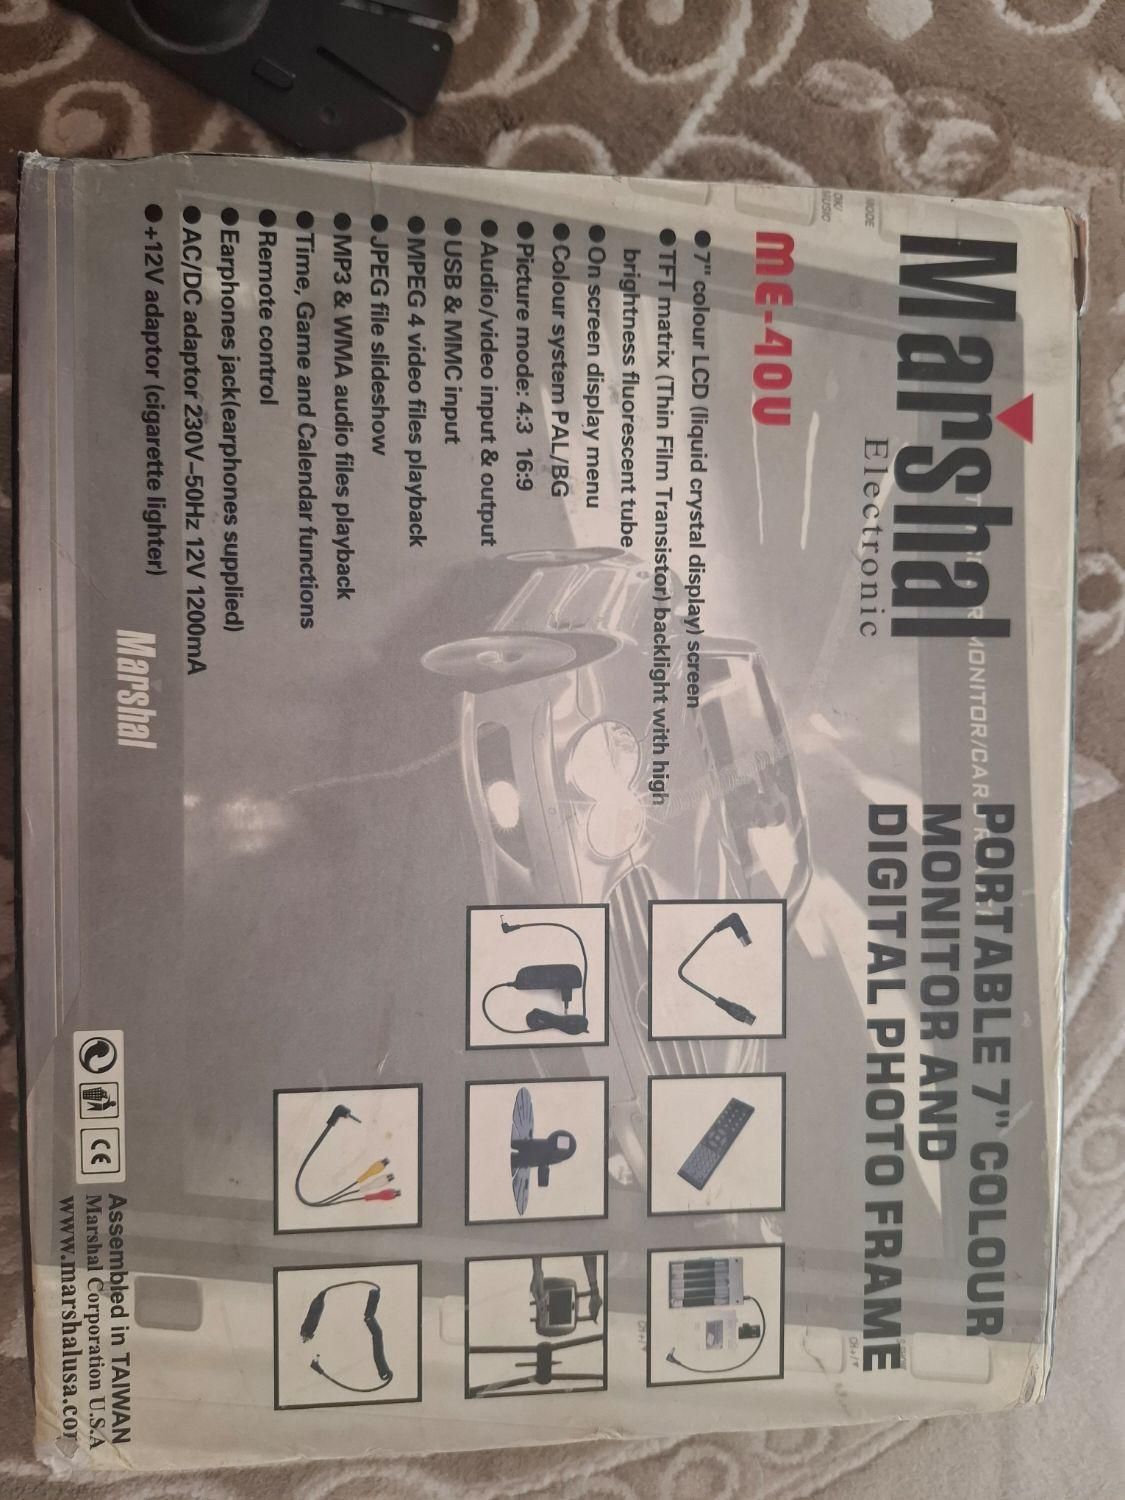 Marshal
Electronic
PORTABLE 7" COLOUR
MONITOR AND
DIGITAL PHOTO FRAME
ME-40U
● 7" colour LCD (liquid crystal display) screen
● TFT matrix (Thin Film Transistor) backlight with high
brightness fluorescent tube
● On screen display menu
● Colour system PAL/BG
● Picture mode: 4:3 16:9
● Audio/video input & output
● USB & MMC input
● MPEG 4 video files playback
● JPEG file slideshow
● MP3 & WMA audio files playback
● Time, Game and Calendar functions
● Remote control
● Earphones jack(earphones supplied)
● AC/DC adaptor 230V~50Hz 12V 1200mA
● +12V adaptor (cigarette lighter)
Marshal
CE
Assembled in TAIWAN
Marshal Corporation U.S.A
www.marshalusa.com
MODE
OK/
MUSIC
MONITOR/CAR
CH+/▼